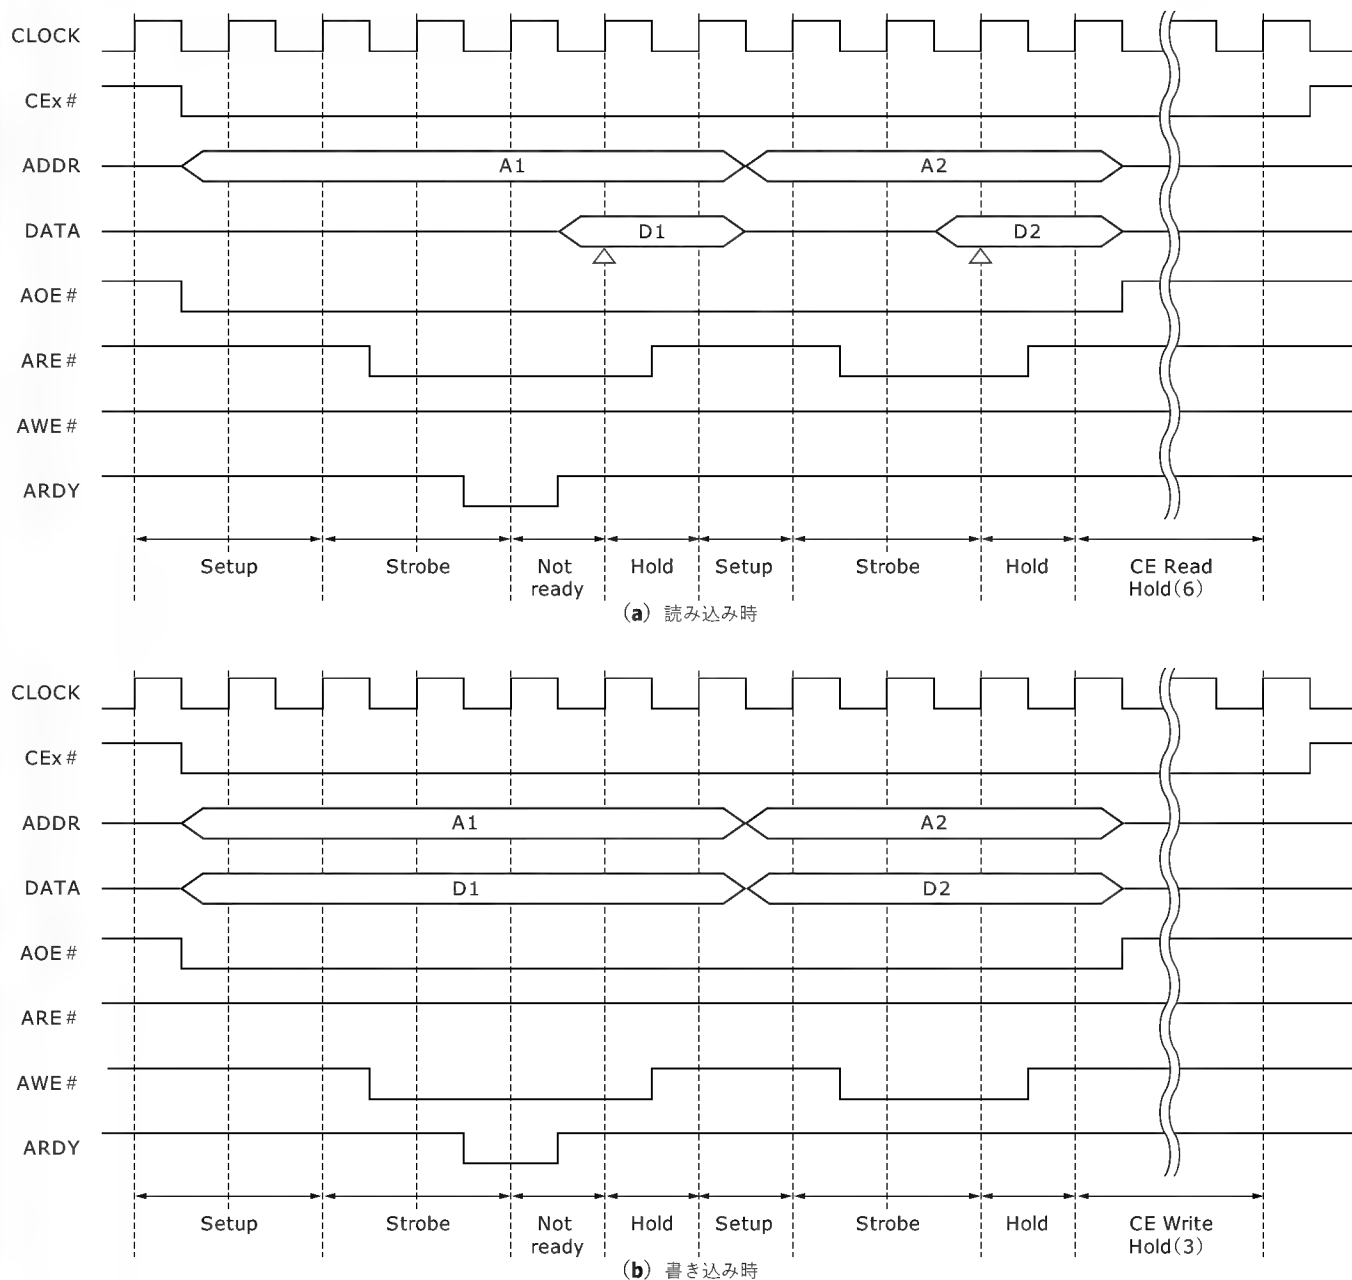 CLOCK
CEx#
ADDR A1 A2
DATA D1 D2
AOE#
ARE#
AWE#
ARDY
Setup Strobe Not ready Hold Setup Strobe Hold CE Read Hold(6)
(a) 読み込み時
CLOCK
CEx#
ADDR A1 A2
DATA D1 D2
AOE#
ARE#
AWE#
ARDY
Setup Strobe Not ready Hold Setup Strobe Hold CE Write Hold(3)
(b) 書き込み時